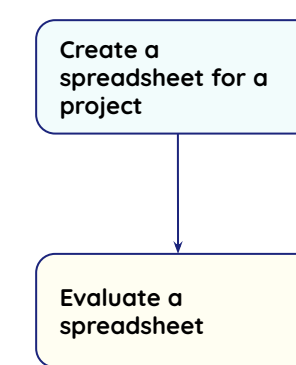 Create a
spreadsheet for a
project
Evaluate a
spreadsheet